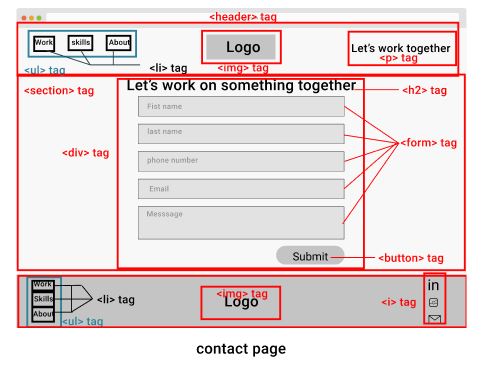 <header> tag
Work
skills
About
Logo
Let's work together
<p> tag
<ul> tag
<li> tag
<img> tag
<section> tag
Let's work on something together
<h2> tag
Fist name
last name
<form> tag
<div> tag
phone number
Email
Messsage
Submit
<button> tag
Work
Skills
About
<li> tag
<ul> tag
<img> tag
Logo
<i> tag
in
contact page